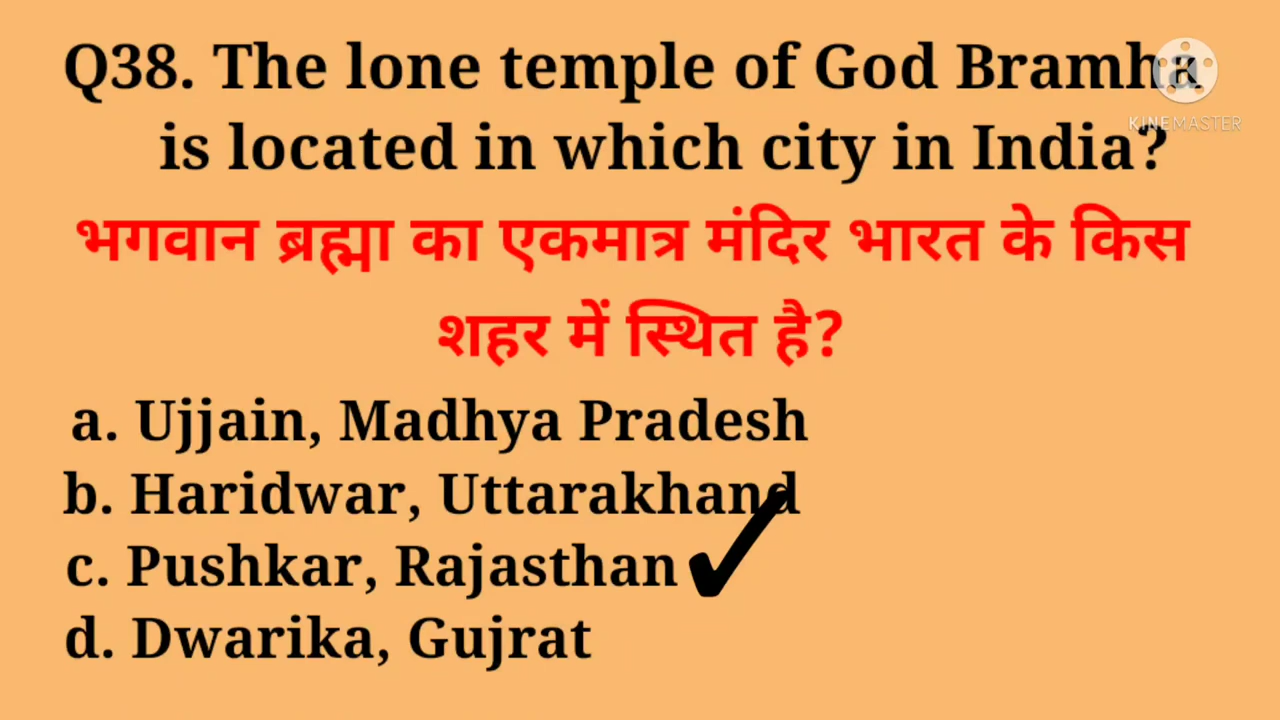 Q38. The lone temple of God Bramha
is located in which city in India?
KINEMASTER
भगवान ब्रह्मा का एकमात्र मंदिर भारत के किस
शहर में स्थित है?
a. Ujjain, Madhya Pradesh
b. Haridwar, Uttarakhand
c. Pushkar, Rajasthan
d. Dwarika, Gujrat